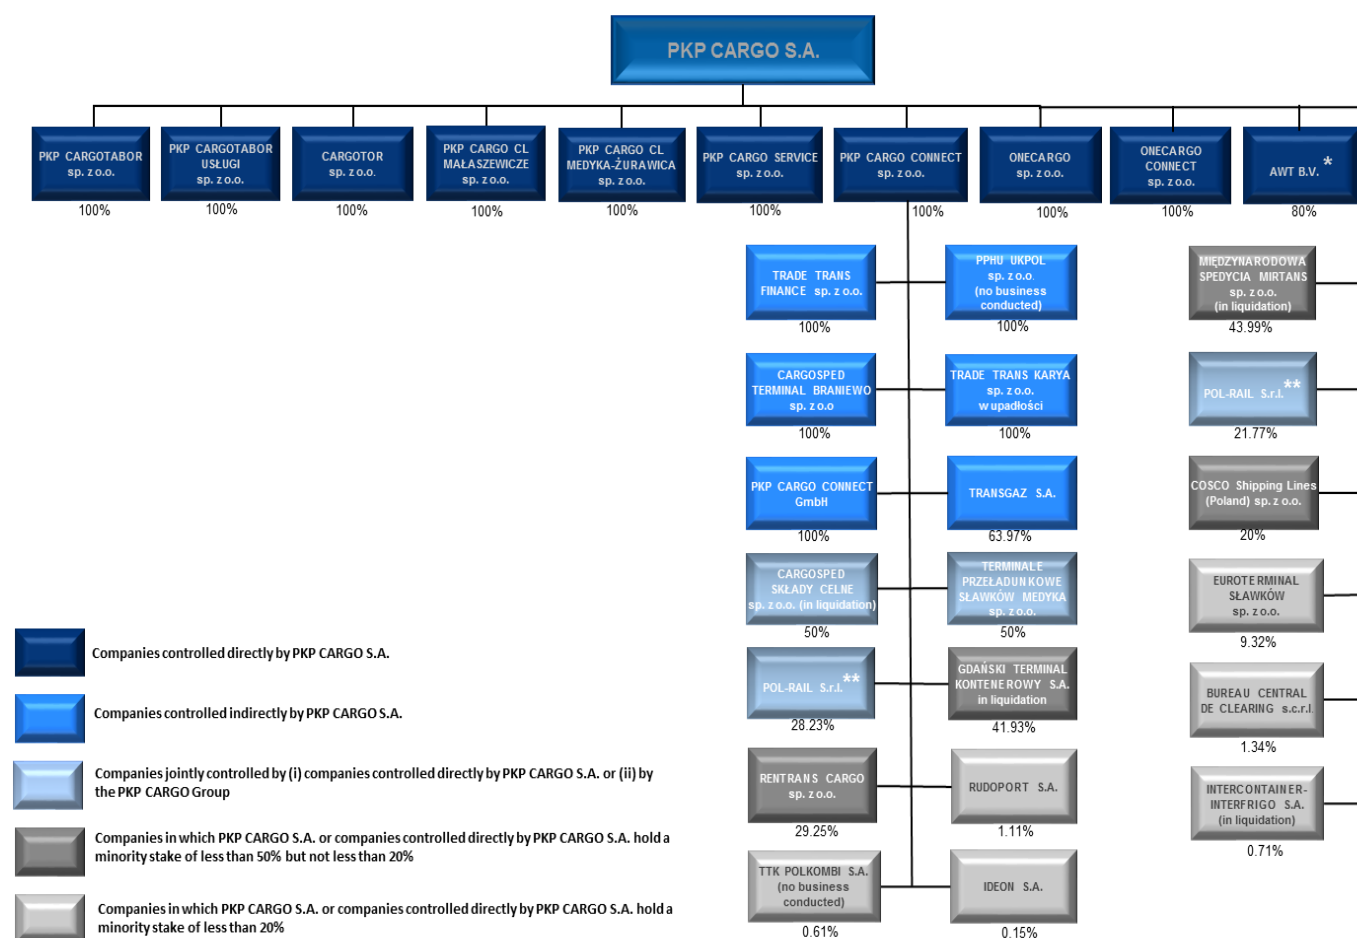 PKP CARGO S.A.
PKP CARGOTABOR
sp. z o.o.
100%
PKP CARGOTABOR
USŁUGI
sp. z o.o.
100%
CARGOTOR
sp. z o.o.
100%
PKP CARGO CL
MAŁASZEWICZE
sp. z o.o.
100%
PKP CARGO CL
MEDYKA-ŻURAWICA
sp. z o.o.
100%
PKP CARGO SERVICE
sp. z o.o.
100%
PKP CARGO CONNECT
sp. z o.o.
100%
ONECARGO
sp. z o.o.
100%
ONECARGO
CONNECT
sp. z o.o.
100%
AWT B.V.*
80%
TRADE TRANS
FINANCE sp. z o.o.
100%
PPHU UKPOL
sp. z o.o.
(no business
conducted)
100%
MIĘDZYNARODOWA
SPEDYCIA MIRTANS
sp. z o.o.
(in liquidation)
43.99%
CARGOSPED
TERMINAL BRANIEWO
sp. z o.o
100%
TRADE TRANS KARYA
sp. z o.o.
w upadłości
100%
POL-RAIL S.r.l.**
21.77%
PKP CARGO CONNECT
GmbH
100%
TRANSGAZ S.A.
63.97%
COSCO Shipping Lines
(Poland) sp. z o.o.
20%
CARGOSPED
SKŁADY CELNE
sp. z o.o. (in liquidation)
50%
TERMINALE
PRZEŁADUNKOWE
SŁAWKÓW MEDYKA
sp. z o.o.
50%
EUROTERMINAL
SŁAWKÓW
sp. z o.o.
9.32%
POL-RAIL S.r.l.**
28.23%
GDAŃSKI TERMINAL
KONTENEROWY S.A.
in liquidation
41.93%
BUREAU CENTRAL
DE CLEARING s.c.r.l.
1.34%
RENTRANS CARGO
sp. z o.o.
29.25%
RUDOPORT S.A.
1.11%
INTERCONTAINER-
INTERFRIGO S.A.
(in liquidation)
0.71%
TTK POLKOMBI S.A.
(no business
conducted)
0.61%
IDEON S.A.
0.15%
Companies controlled directly by PKP CARGO S.A.
Companies controlled indirectly by PKP CARGO S.A.
Companies jointly controlled by (i) companies controlled directly by PKP CARGO S.A. or (ii) by
the PKP CARGO Group
Companies in which PKP CARGO S.A. or companies controlled directly by PKP CARGO S.A. hold a
minority stake of less than 50% but not less than 20%
Companies in which PKP CARGO S.A. or companies controlled directly by PKP CARGO S.A. hold a
minority stake of less than 20%